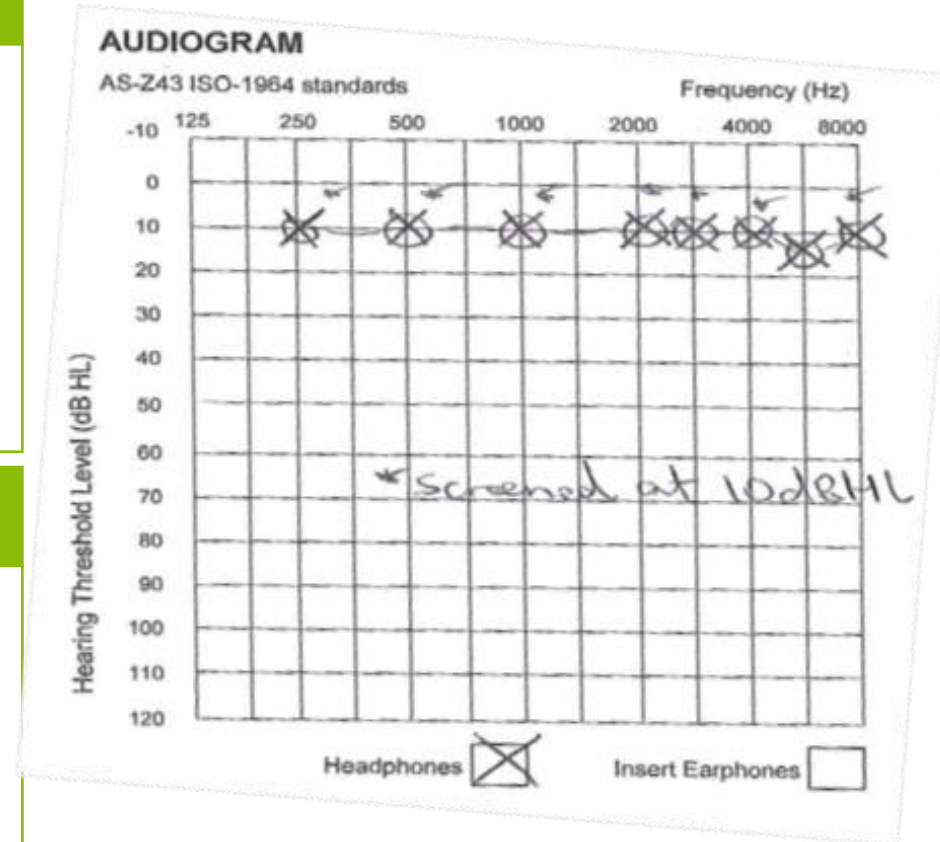 AUDIOGRAM
AS-Z43 ISO-1964 standards
Frequency (Hz)
125 250 500 1000 2000 4000 8000
-10
0
10
20
30
40
50
60
70
80
90
100
110
120
Hearing Threshold Level (dB HL)
* Screened at 10dBHL
Headphones
Insert Earphones